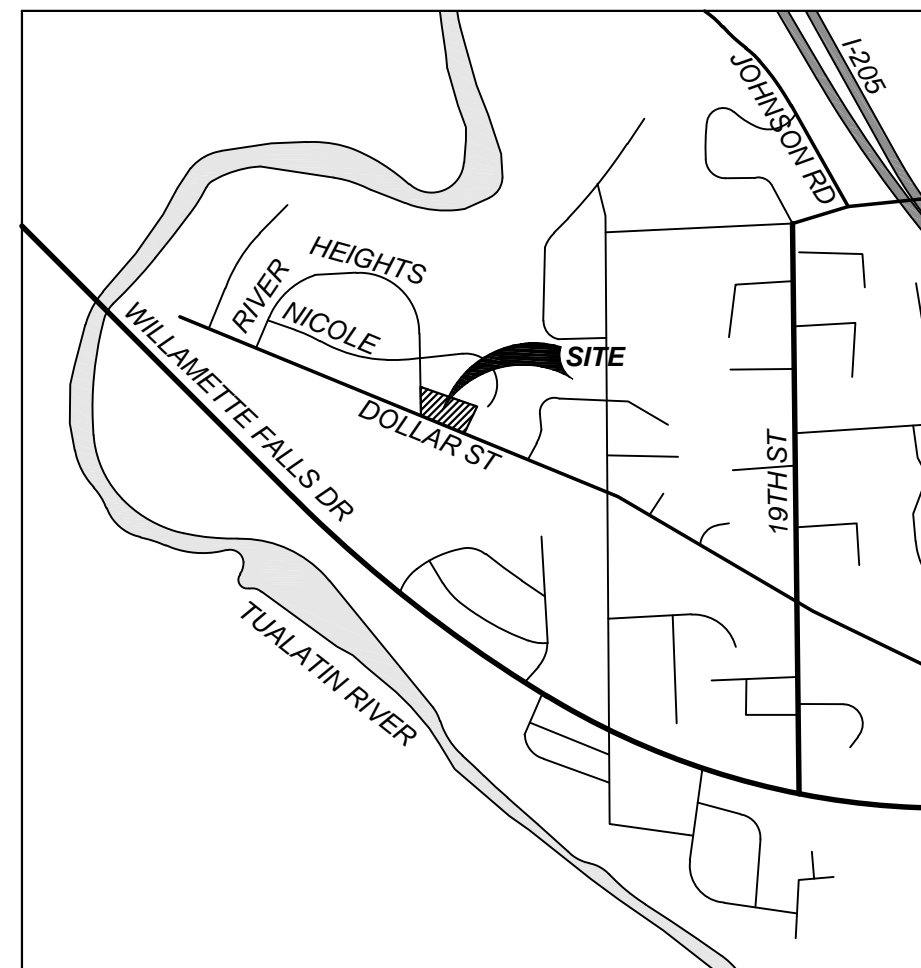 I-205
JOHNSON RD
HEIGHTS
RIVER
NICOLE
SITE
WILLAMETTE FALLS DR
DOLLAR ST
19TH ST
TUALATIN RIVER